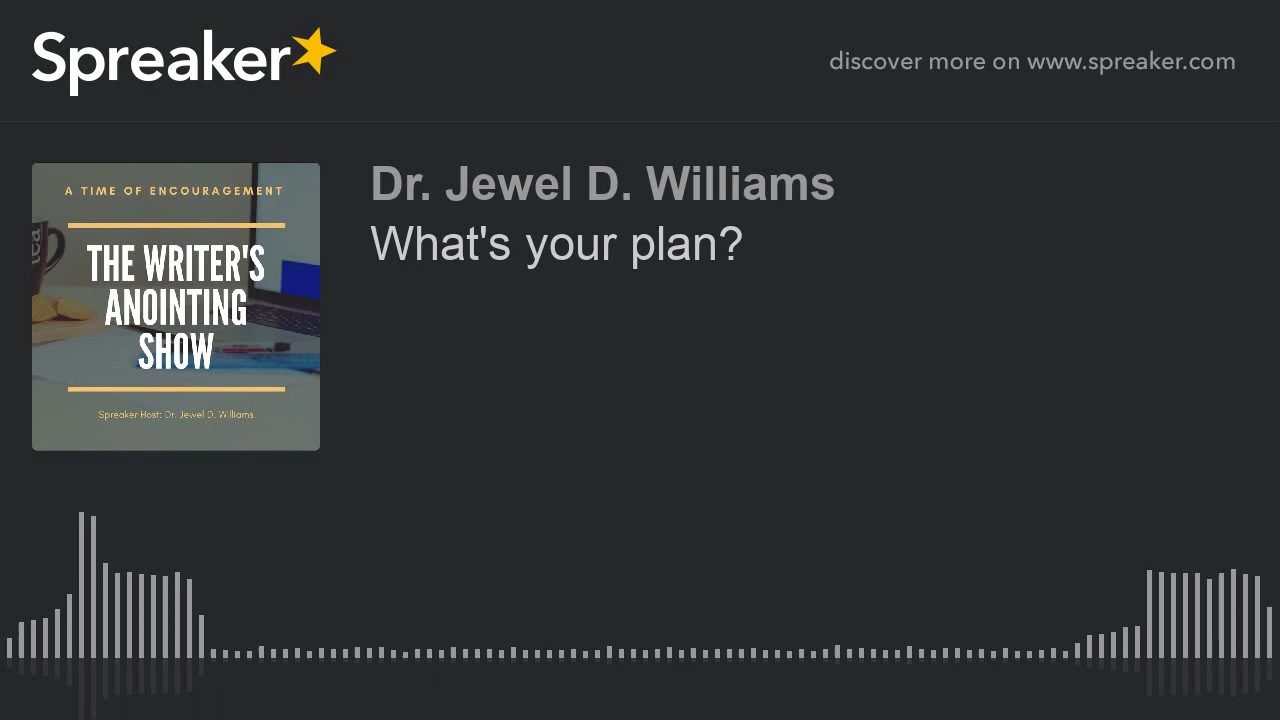 Spreaker
discover more on www.spreaker.com
A TIME OF ENCOURAGEMENT
tea
THE WRITER'S
ANOINTING
SHOW
Spreaker Host: Dr. Jewel D. Williams
Dr. Jewel D. Williams
What's your plan?